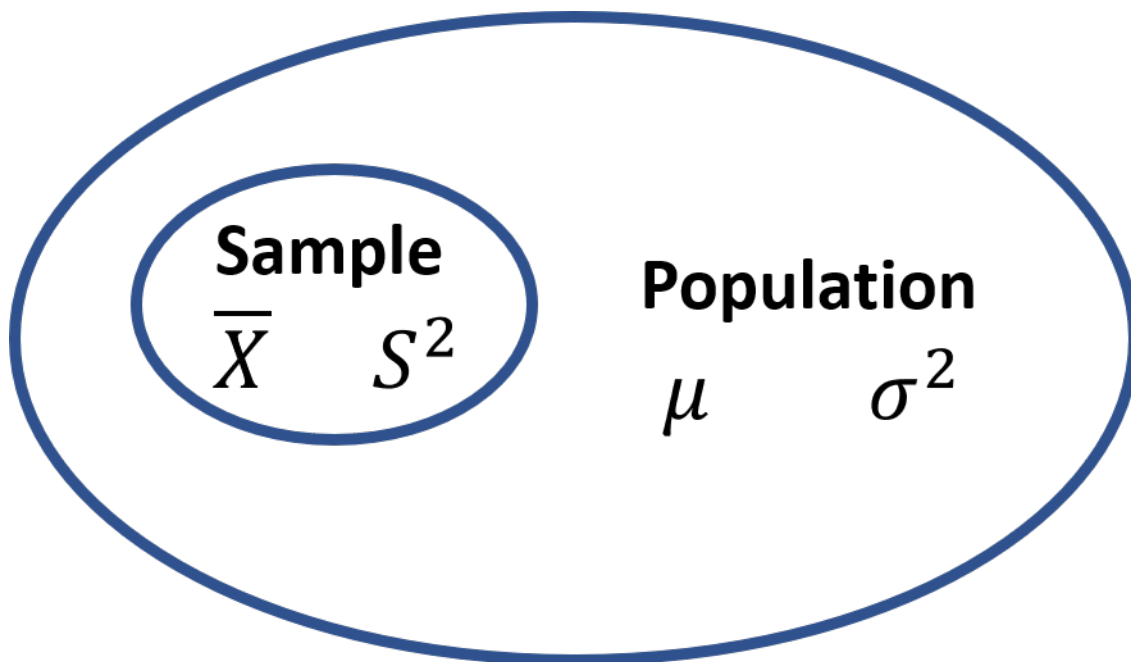 Sample
X̅ S²
Population
μ σ²